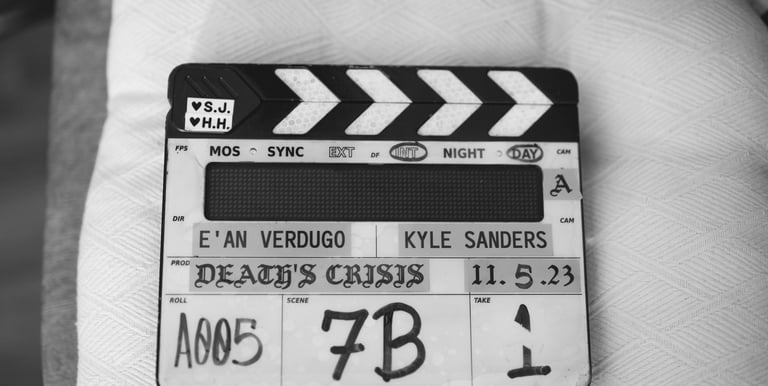 ♥S.J.
♥H.H.
FPS MOS SYNC EXT DF INT NIGHT DAY CAM
A
DIR CAM
E'AN VERDUGO KYLE SANDERS
PROD DEATH'S CRISIS 11.5.23
ROLL SCENE TAKE
A005 7B 1